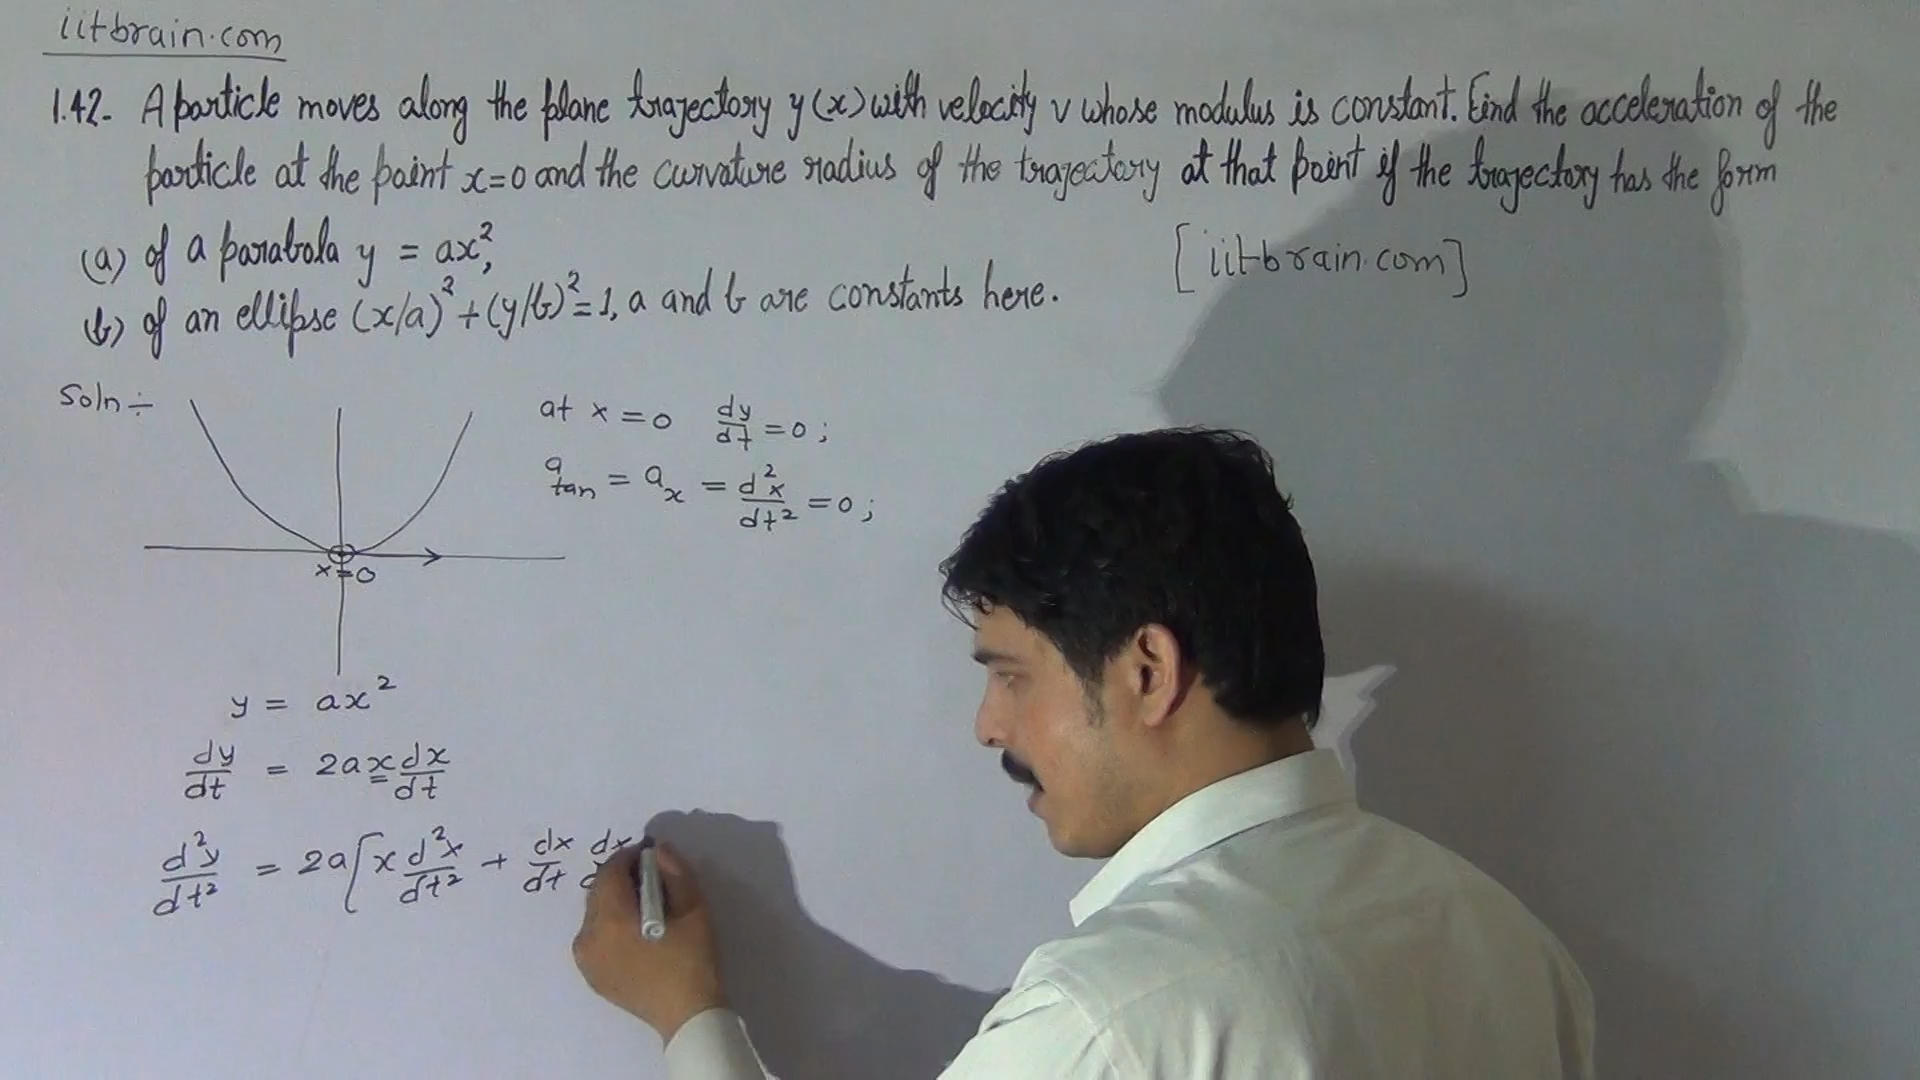 iitbrain.com
1.42- A particle moves along the plane trajectory y(x) with velocity v whose modulus is constant. Find the acceleration of the
particle at the point x=0 and the curvature radius of the trajectory at that point if the trajectory has the form
(a) of a parabola y = ax²;
(b) of an ellipse (x/a)² + (y/b)² = 1, a and b are constants here.
[iitbrain.com]
Soln ÷
x=0
at x = 0 dy/dt = 0 ;
a_tan = a_x = d²x/dt² = 0 ;
y = ax²
dy/dt = 2ax dx/dt
d²y/dt² = 2a[x d²x/dt² + dx/dt dx